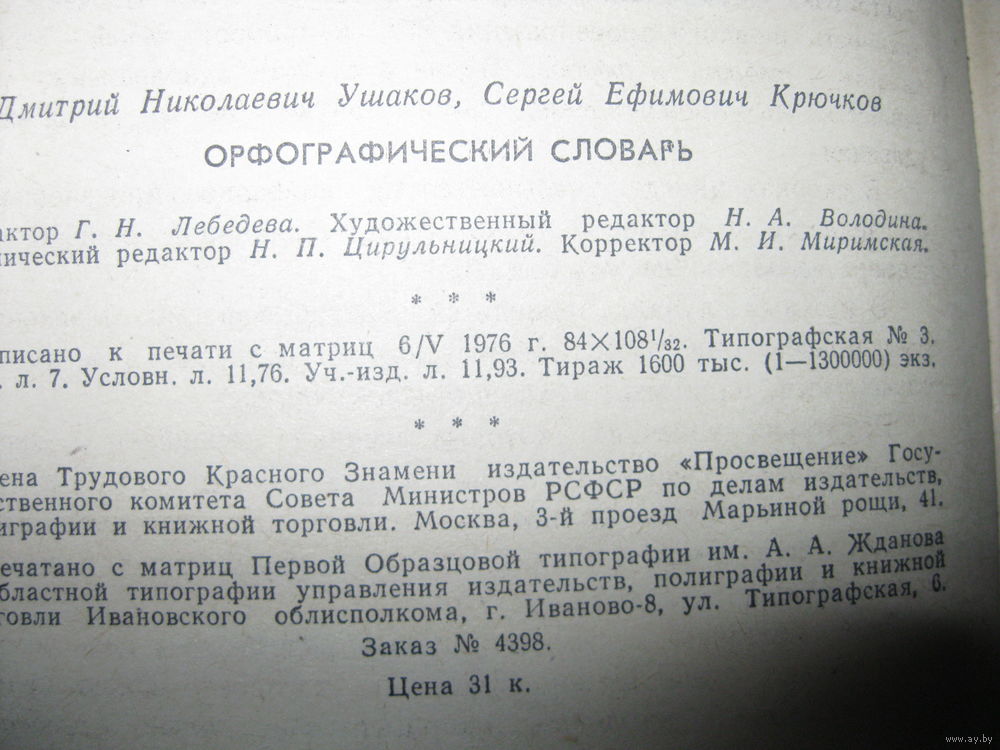 Дмитрий Николаевич Ушаков, Сергей Ефимович Крючков
ОРФОГРАФИЧЕСКИЙ СЛОВАРЬ
актор Г. Н. Лебедева. Художественный редактор Н. А. Володина.
нический редактор Н. П. Цирульницкий. Корректор М. И. Миримская.
* * *
писано к печати с матриц 6/V 1976 г. 84×108¹/₃₂. Типографская № 3.
. л. 7. Условн. л. 11,76. Уч.-изд. л. 11,93. Тираж 1600 тыс. (1—1300000) экз.
* * *
ена Трудового Красного Знамени издательство «Просвещение» Госу-
ственного комитета Совета Министров РСФСР по делам издательств,
играфии и книжной торговли. Москва, 3-й проезд Марьиной рощи, 41.
ечатано с матриц Первой Образцовой типографии им. А. А. Жданова
бластной типографии управления издательств, полиграфии и книжной
говли Ивановского облисполкома, г. Иваново-8, ул. Типографская, 6.
Заказ № 4398.
Цена 31 к.
www.ay.by